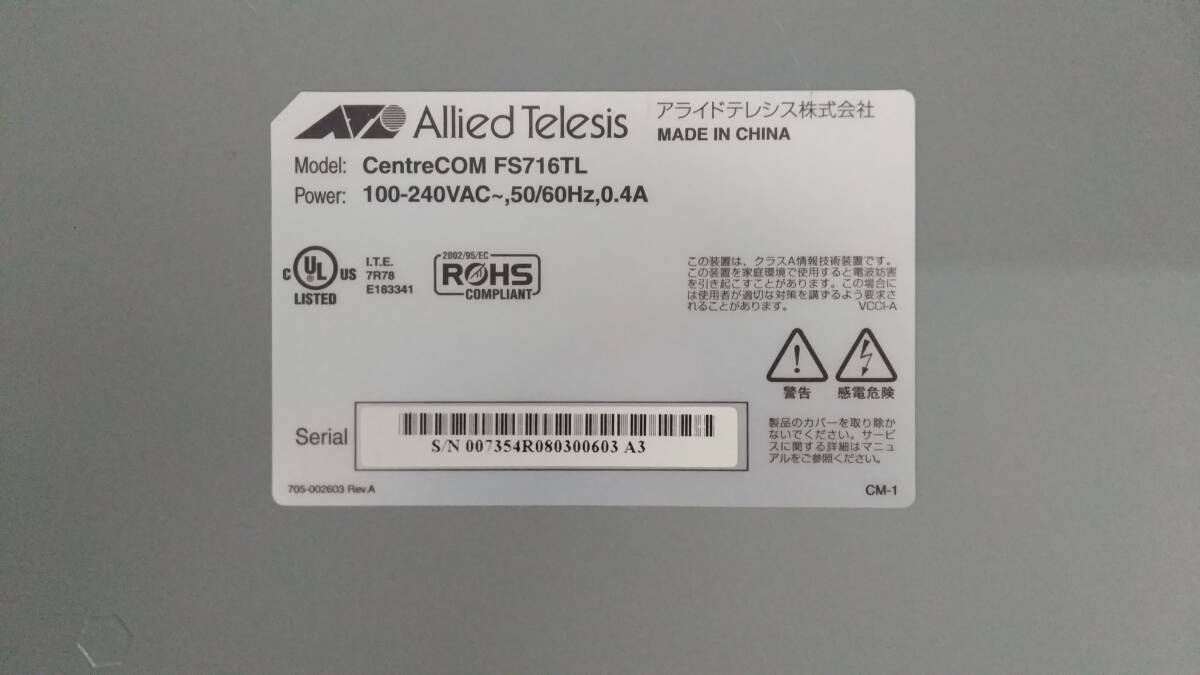 Allied Telesis
アライドテレシス株式会社
MADE IN CHINA
Model: CentreCOM FS716TL
Power: 100-240VAC~,50/60Hz,0.4A
C UL US
LISTED
I.T.E.
7R78
E183341
2002/95/EC
ROHS
COMPLIANT
この装置は、クラスA情報技術装置です。
この装置を家庭環境で使用すると電波妨害
を引き起こすことがあります。この場合に
は使用者が適切な対策を講ずるよう要求さ
れることがあります。 VCCI-A
警告
感電危険
製品のカバーを取り除か
ないでください。サービ
スに関する詳細はマニュ
アルをご参照ください。
Serial
S/N 007354R080300603 A3
705-002603 Rev.A
CM-1